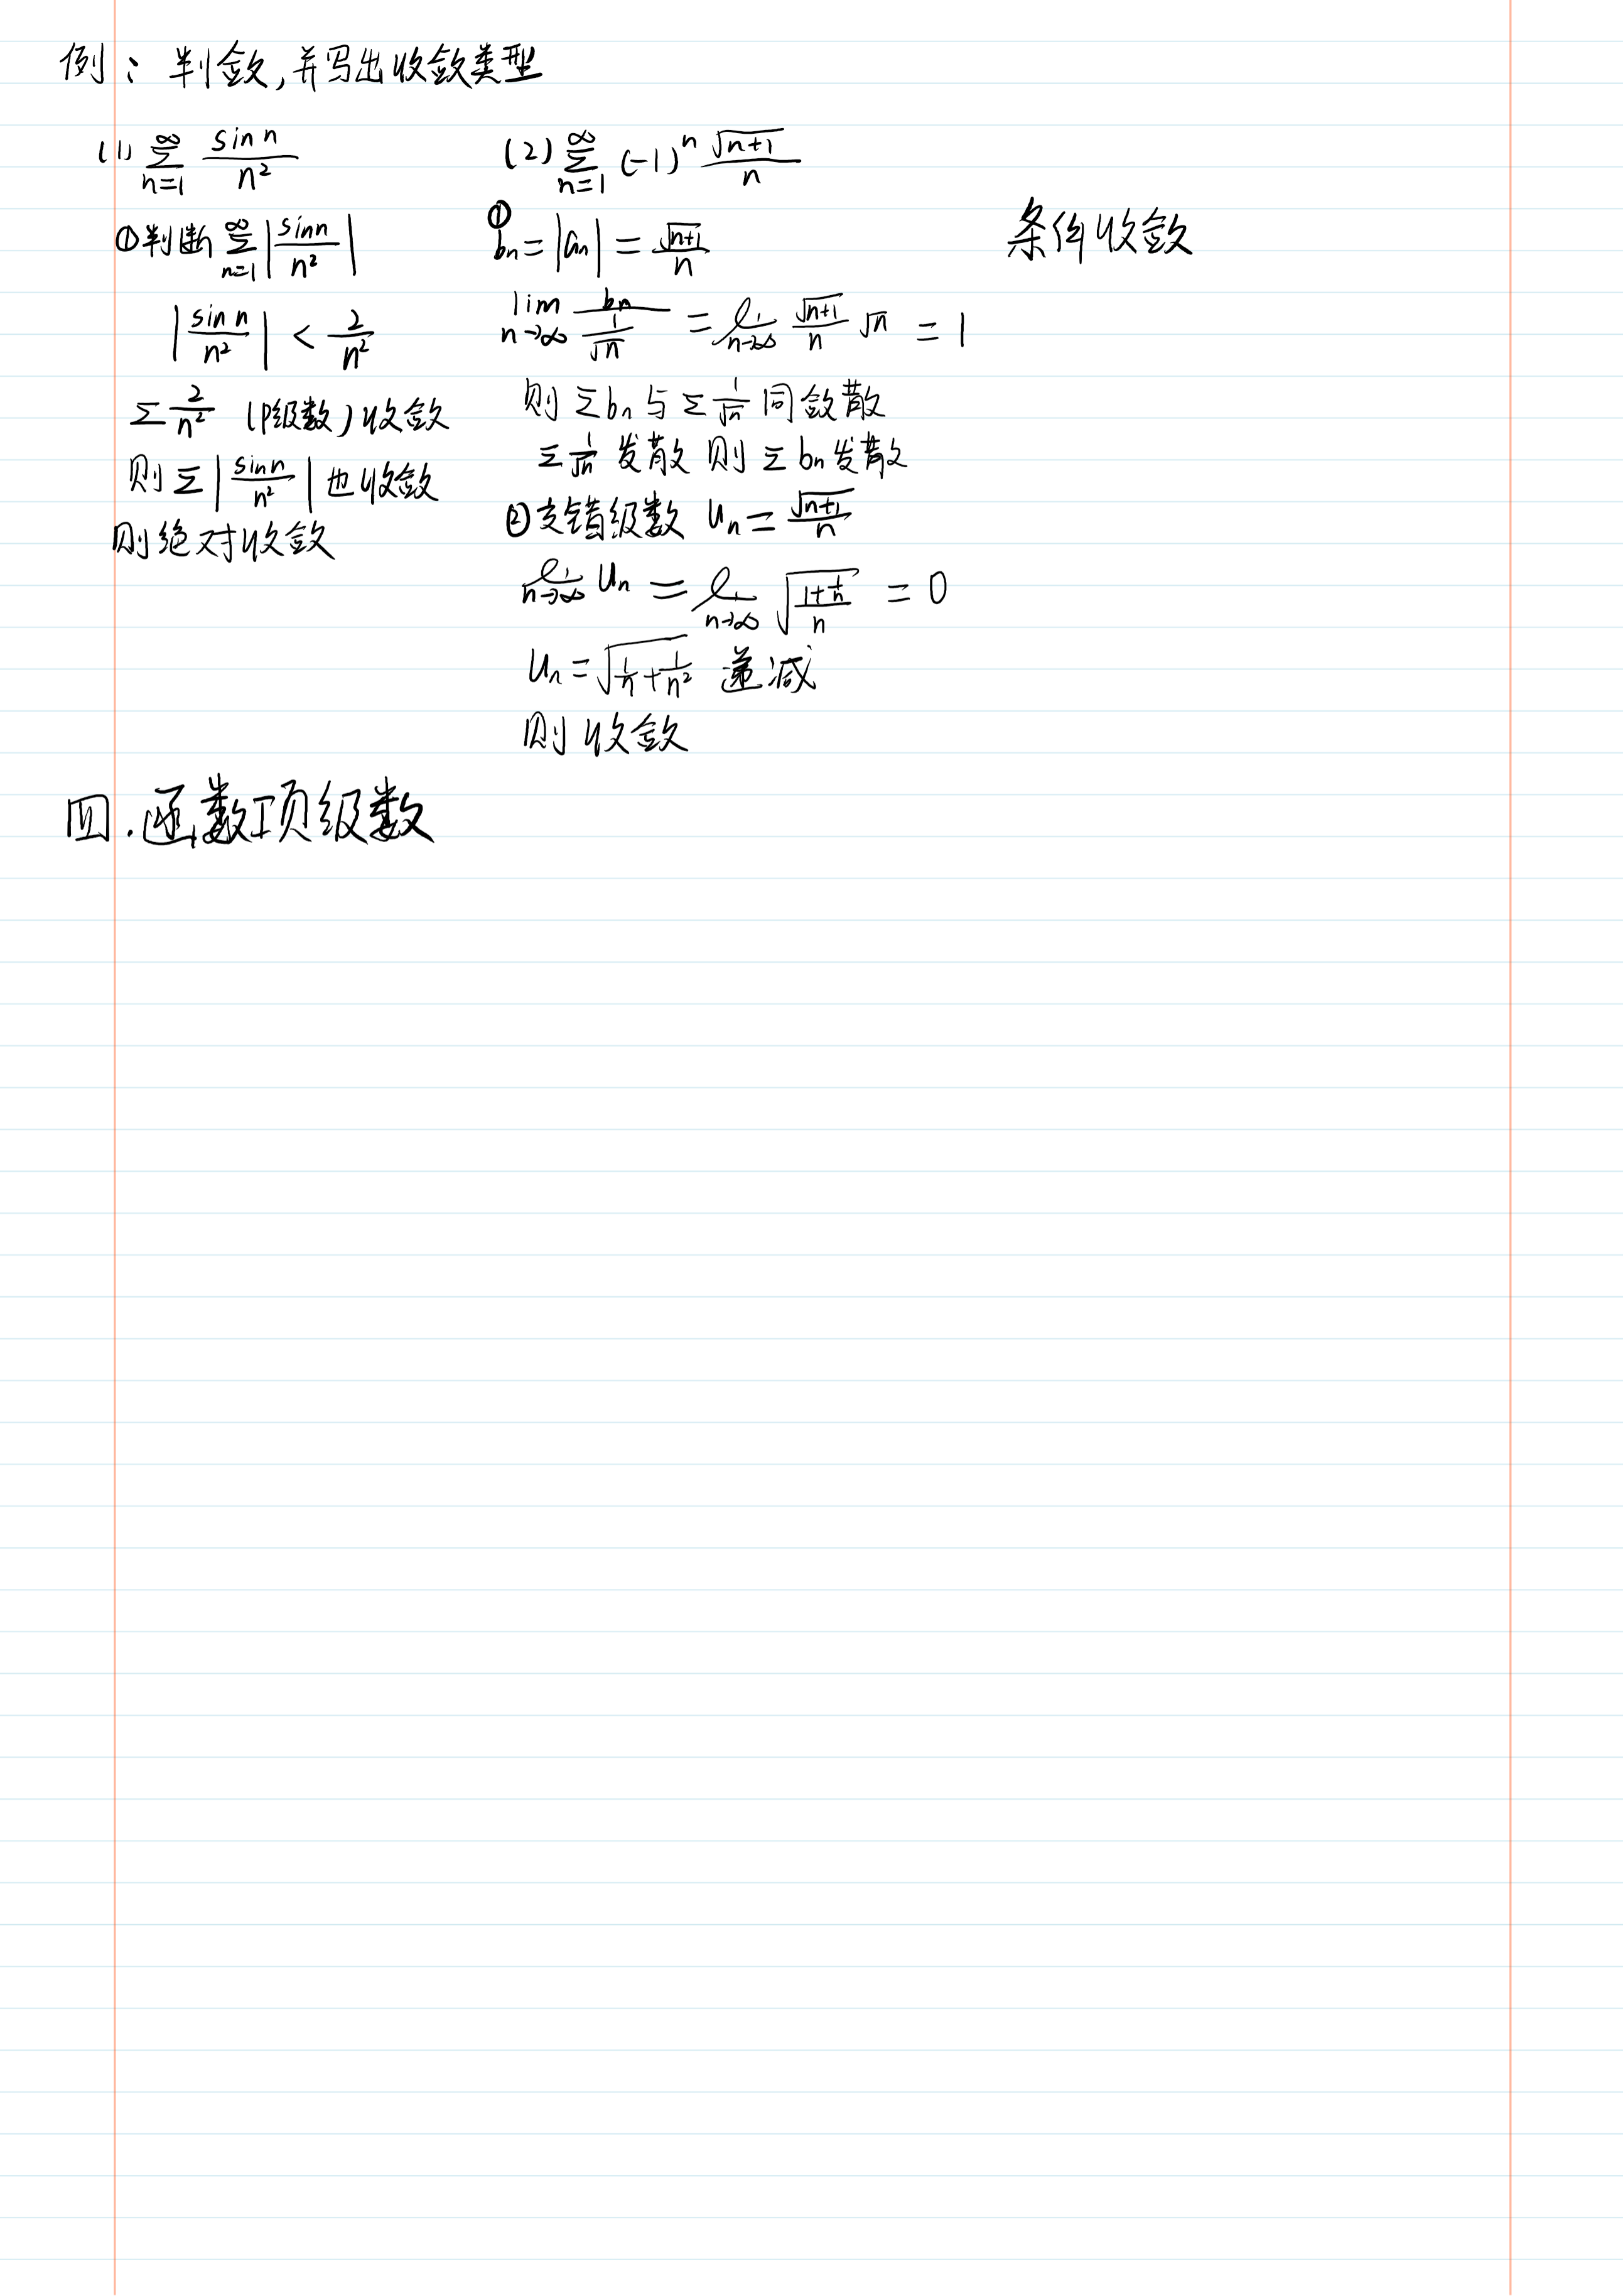 例：判敛,并写出收敛类型
(1) $\sum_{n=1}^{\infty} \frac{\sin n}{n^2}$
①判断 $\sum_{n=1}^{\infty} \left|\frac{\sin n}{n^2}\right|$
$\left|\frac{\sin n}{n^2}\right| < \frac{2}{n^2}$
$\Sigma \frac{2}{n^2}$ (P级数)收敛
则 $\Sigma \left|\frac{\sin n}{n^2}\right|$ 也收敛
则绝对收敛
(2) $\sum_{n=1}^{\infty} (-1)^n \frac{\sqrt{n+1}}{n}$
① $b_n = |a_n| = \frac{\sqrt{n+1}}{n}$
$\lim_{n \to \infty} \frac{b_n}{\frac{1}{\sqrt{n}}} = \lim_{n \to \infty} \frac{\sqrt{n+1}}{n} \sqrt{n} = 1$
则 $\Sigma b_n$ 与 $\Sigma \frac{1}{\sqrt{n}}$ 同敛散
$\Sigma \frac{1}{\sqrt{n}}$ 发散 则 $\Sigma b_n$ 发散
②交错级数 $u_n = \frac{\sqrt{n+1}}{n}$
$\lim_{n \to \infty} u_n = \lim_{n \to \infty} \sqrt{\frac{1+\frac{1}{n}}{n}} = 0$
$u_n = \sqrt{\frac{1}{n}+\frac{1}{n^2}}$ 递减
则收敛
条件收敛
四.函数项级数